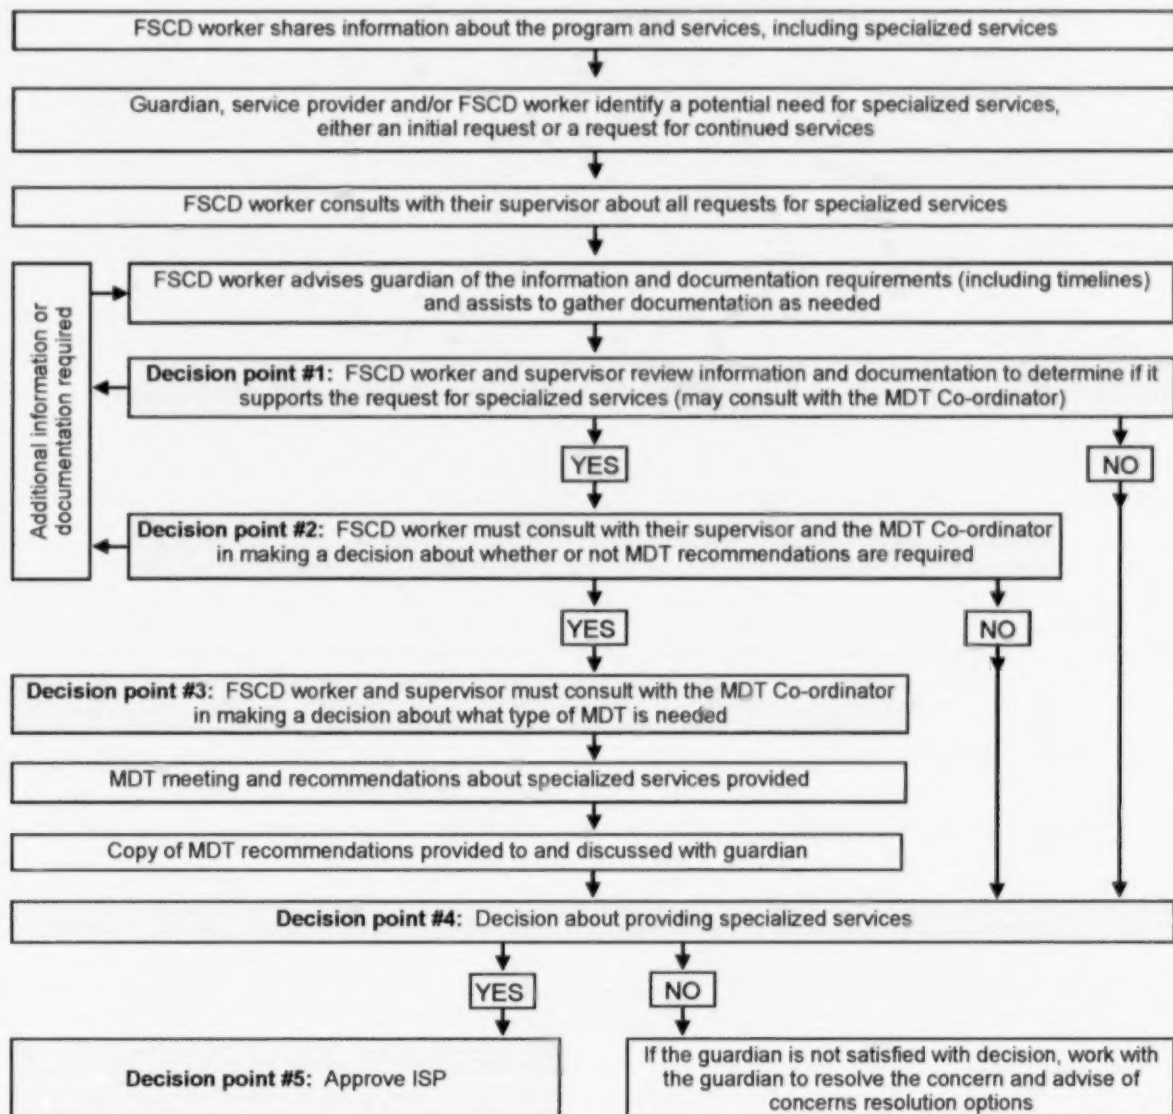 FSCD worker shares information about the program and services, including specialized services
Guardian, service provider and/or FSCD worker identify a potential need for specialized services,
either an initial request or a request for continued services
FSCD worker consults with their supervisor about all requests for specialized services
Additional information or
documentation required
FSCD worker advises guardian of the information and documentation requirements (including timelines)
and assists to gather documentation as needed
Decision point #1: FSCD worker and supervisor review information and documentation to determine if it
supports the request for specialized services (may consult with the MDT Co-ordinator)
YES
NO
Decision point #2: FSCD worker must consult with their supervisor and the MDT Co-ordinator
in making a decision about whether or not MDT recommendations are required
YES
NO
Decision point #3: FSCD worker and supervisor must consult with the MDT Co-ordinator
in making a decision about what type of MDT is needed
MDT meeting and recommendations about specialized services provided
Copy of MDT recommendations provided to and discussed with guardian
Decision point #4: Decision about providing specialized services
YES
NO
Decision point #5: Approve ISP
If the guardian is not satisfied with decision, work with
the guardian to resolve the concern and advise of
concerns resolution options